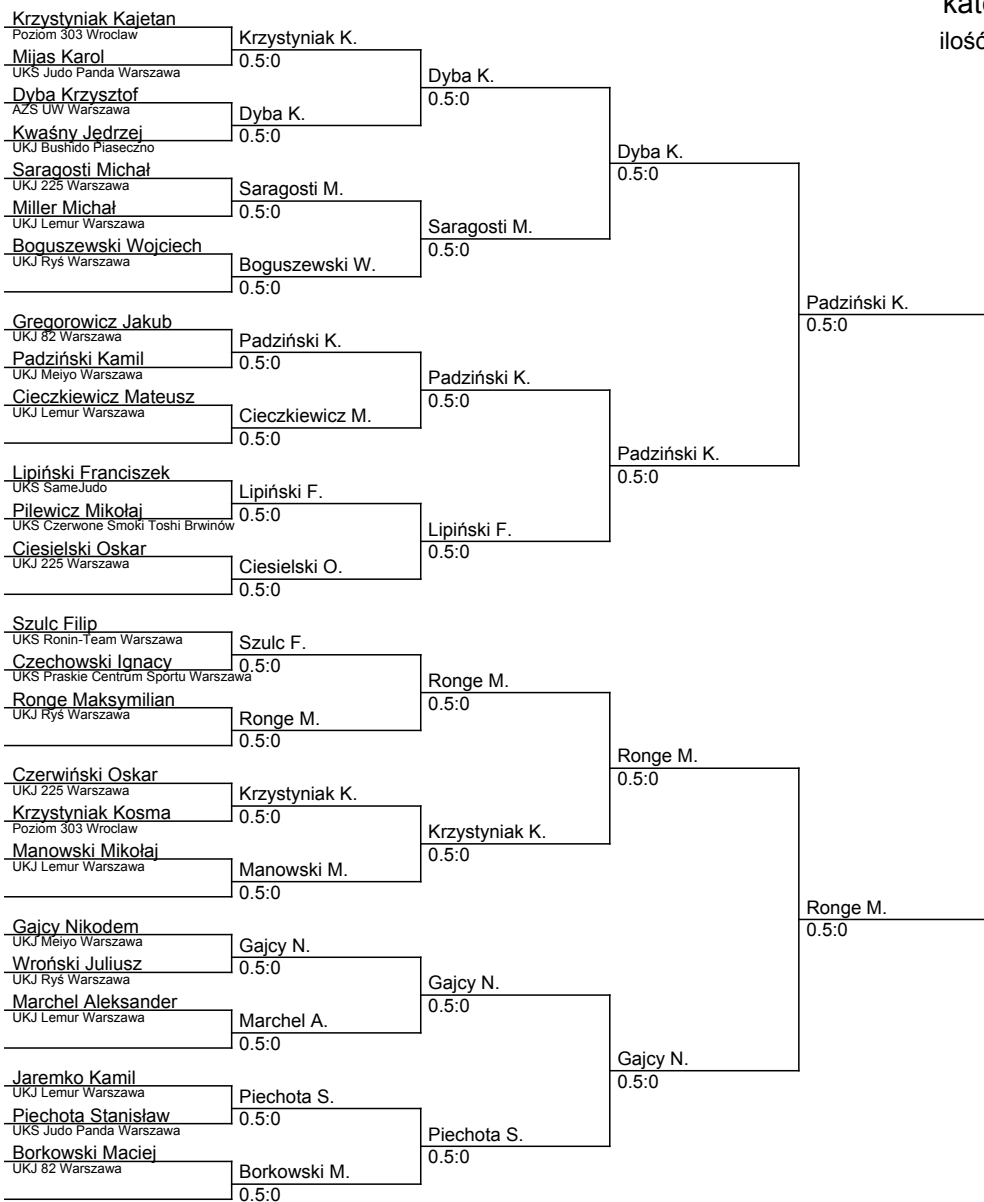 kat
ilość
Krzystyniak Kajetan
Poziom 303 Wroclaw
Mijas Karol
UKS Judo Panda Warszawa
Dyba Krzysztof
AZS UW Warszawa
Kwaśny Jędrzej
UKJ Bushido Piaseczno
Saragosti Michał
UKJ 225 Warszawa
Miller Michał
UKJ Lemur Warszawa
Boguszewski Wojciech
UKJ Ryś Warszawa
Gregorowicz Jakub
UKJ 82 Warszawa
Padziński Kamil
UKJ Meiyo Warszawa
Cieczkiewicz Mateusz
UKJ Lemur Warszawa
Lipiński Franciszek
UKS SameJudo
Pilewicz Mikołaj
UKS Czerwone Smoki Toshi Brwinów
Ciesielski Oskar
UKJ 225 Warszawa
Szulc Filip
UKS Ronin-Team Warszawa
Czechowski Ignacy
UKS Praskie Centrum Sportu Warszawa
Ronge Maksymilian
UKJ Ryś Warszawa
Czerwiński Oskar
UKJ 225 Warszawa
Krzystyniak Kosma
Poziom 303 Wroclaw
Manowski Mikołaj
UKJ Lemur Warszawa
Gajcy Nikodem
UKJ Meiyo Warszawa
Wroński Juliusz
UKJ Ryś Warszawa
Marchel Aleksander
UKJ Lemur Warszawa
Jaremko Kamil
UKJ Lemur Warszawa
Piechota Stanisław
UKS Judo Panda Warszawa
Borkowski Maciej
UKJ 82 Warszawa
Krzystyniak K.
0.5:0
Dyba K.
0.5:0
Saragosti M.
0.5:0
Boguszewski W.
0.5:0
Padziński K.
0.5:0
Cieczkiewicz M.
0.5:0
Lipiński F.
0.5:0
Ciesielski O.
0.5:0
Szulc F.
0.5:0
Ronge M.
0.5:0
Krzystyniak K.
0.5:0
Manowski M.
0.5:0
Gajcy N.
0.5:0
Marchel A.
0.5:0
Piechota S.
0.5:0
Borkowski M.
0.5:0
Dyba K.
0.5:0
Saragosti M.
0.5:0
Padziński K.
0.5:0
Lipiński F.
0.5:0
Ronge M.
0.5:0
Krzystyniak K.
0.5:0
Gajcy N.
0.5:0
Piechota S.
0.5:0
Dyba K.
0.5:0
Padziński K.
0.5:0
Ronge M.
0.5:0
Gajcy N.
0.5:0
Padziński K.
0.5:0
Ronge M.
0.5:0